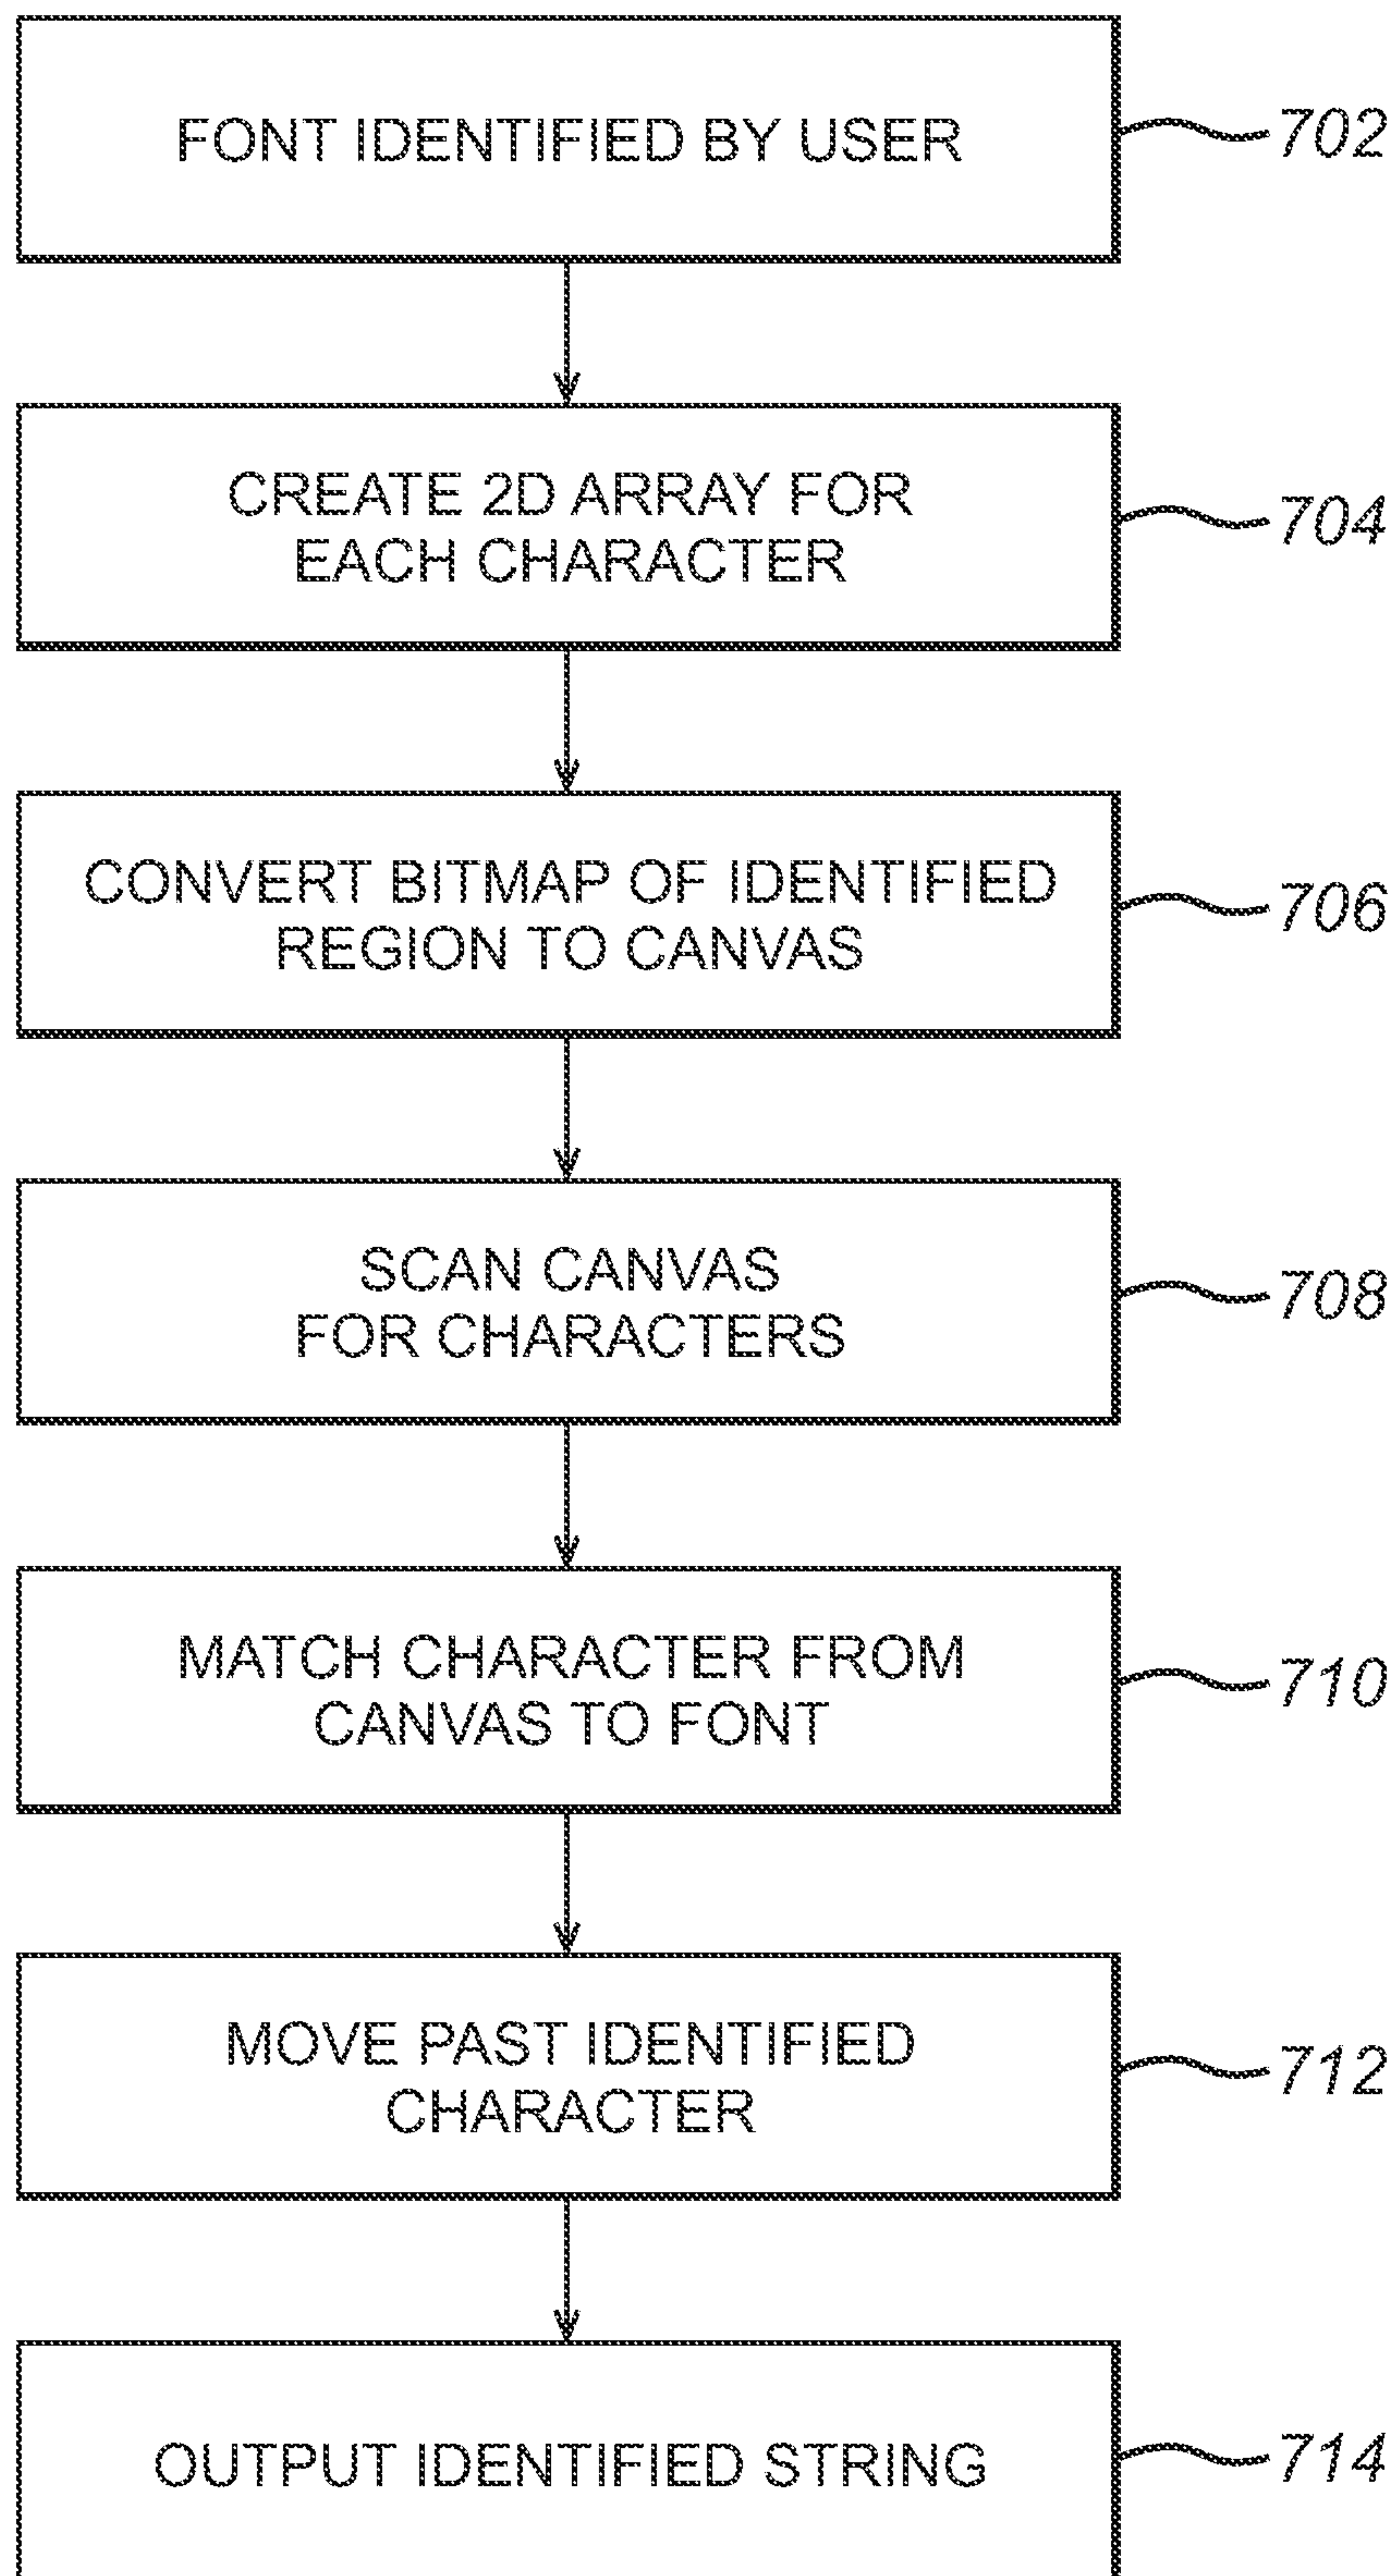 FONT IDENTIFIED BY USER
702
CREATE 2D ARRAY FOR
EACH CHARACTER
704
CONVERT BITMAP OF IDENTIFIED
REGION TO CANVAS
706
SCAN CANVAS
FOR CHARACTERS
708
MATCH CHARACTER FROM
CANVAS TO FONT
710
MOVE PAST IDENTIFIED
CHARACTER
712
OUTPUT IDENTIFIED STRING
714